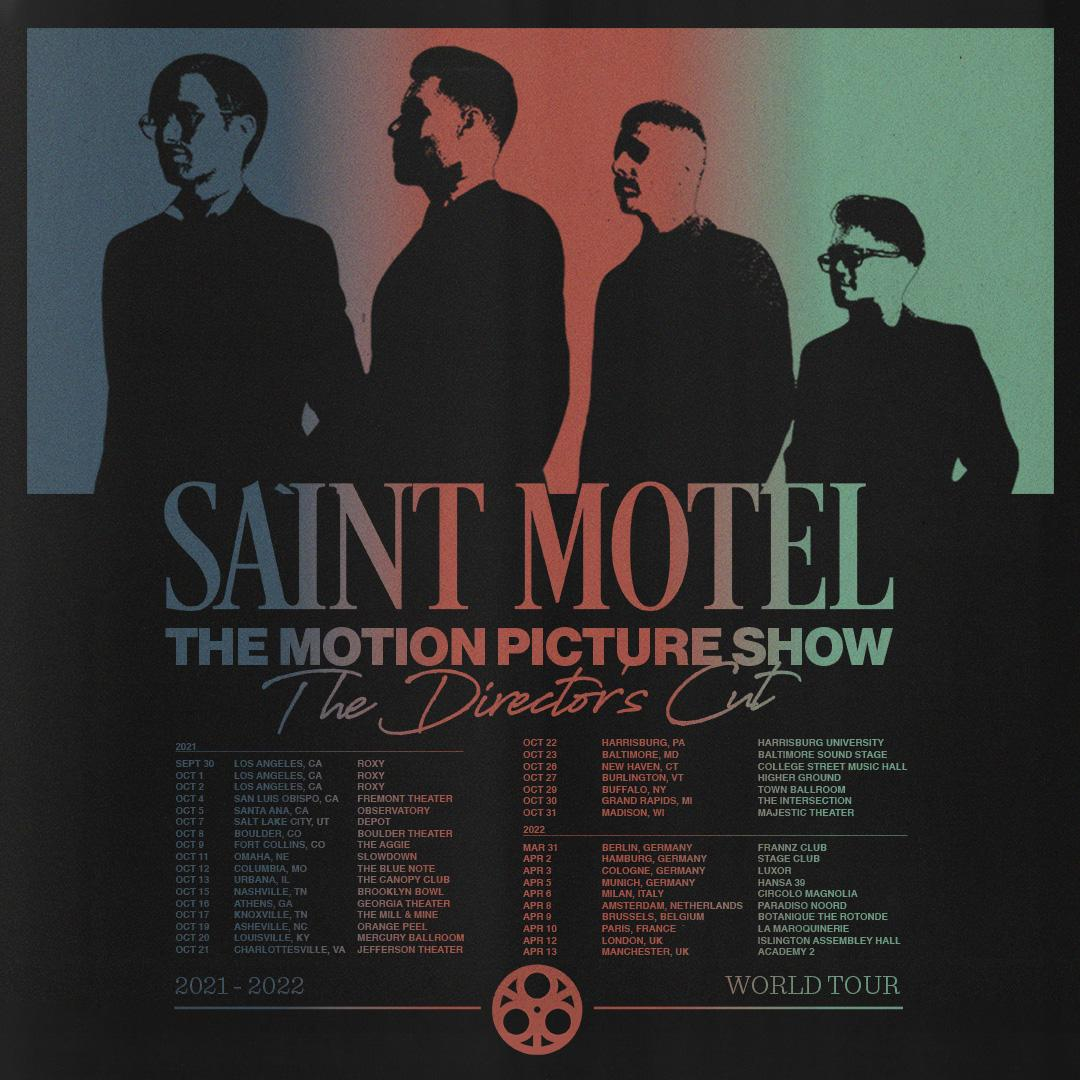 SAINT MOTEL
THE MOTION PICTURE SHOW
The Director's Cut
2021
SEPT 30 LOS ANGELES, CA ROXY
OCT 1 LOS ANGELES, CA ROXY
OCT 2 LOS ANGELES, CA ROXY
OCT 4 SAN LUIS OBISPO, CA FREMONT THEATER
OCT 5 SANTA ANA, CA OBSERVATORY
OCT 7 SALT LAKE CITY, UT DEPOT
OCT 8 BOULDER, CO BOULDER THEATER
OCT 9 FORT COLLINS, CO THE AGGIE
OCT 11 OMAHA, NE SLOWDOWN
OCT 12 COLUMBIA, MO THE BLUE NOTE
OCT 13 URBANA, IL THE CANOPY CLUB
OCT 15 NASHVILLE, TN BROOKLYN BOWL
OCT 16 ATHENS, GA GEORGIA THEATER
OCT 17 KNOXVILLE, TN THE MILL & MINE
OCT 19 ASHEVILLE, NC ORANGE PEEL
OCT 20 LOUISVILLE, KY MERCURY BALLROOM
OCT 21 CHARLOTTESVILLE, VA JEFFERSON THEATER
OCT 22 HARRISBURG, PA HARRISBURG UNIVERSITY
OCT 23 BALTIMORE, MD BALTIMORE SOUND STAGE
OCT 26 NEW HAVEN, CT COLLEGE STREET MUSIC HALL
OCT 27 BURLINGTON, VT HIGHER GROUND
OCT 29 BUFFALO, NY TOWN BALLROOM
OCT 30 GRAND RAPIDS, MI THE INTERSECTION
OCT 31 MADISON, WI MAJESTIC THEATER
2022
MAR 31 BERLIN, GERMANY FRANNZ CLUB
APR 2 HAMBURG, GERMANY STAGE CLUB
APR 3 COLOGNE, GERMANY LUXOR
APR 5 MUNICH, GERMANY HANSA 39
APR 6 MILAN, ITALY CIRCOLO MAGNOLIA
APR 8 AMSTERDAM, NETHERLANDS PARADISO NOORD
APR 9 BRUSSELS, BELGIUM BOTANIQUE THE ROTONDE
APR 10 PARIS, FRANCE LA MAROQUINERIE
APR 12 LONDON, UK ISLINGTON ASSEMBLEY HALL
APR 13 MANCHESTER, UK ACADEMY 2
2021 - 2022 WORLD TOUR